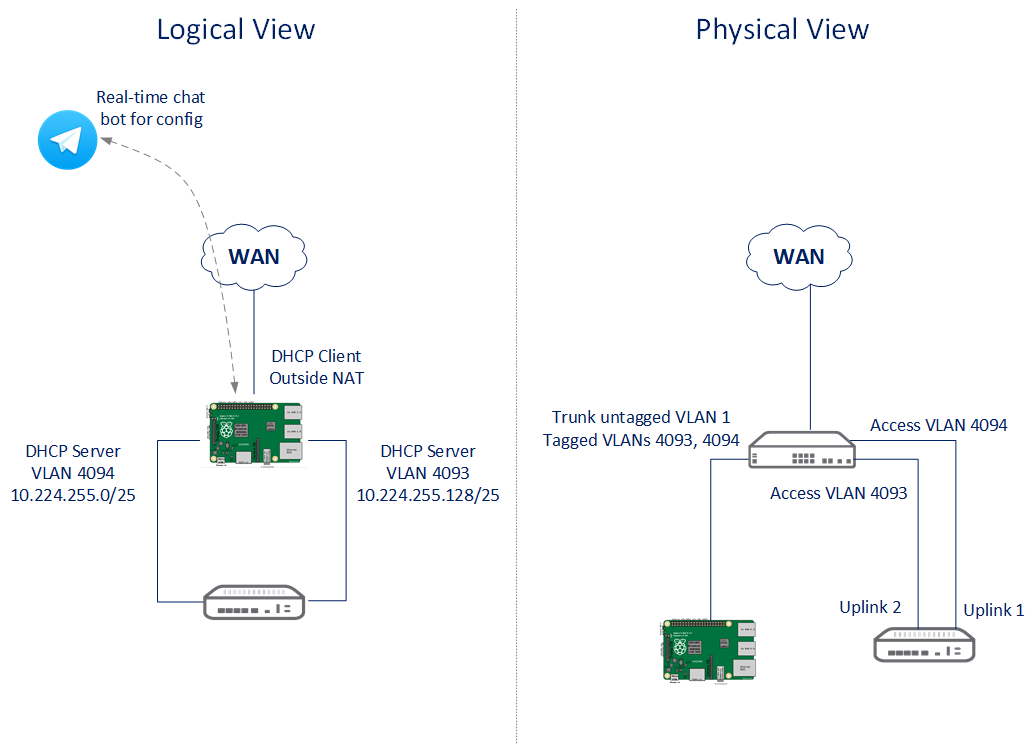 Logical View
Real-time chat
bot for config
WAN
DHCP Client
Outside NAT
DHCP Server
VLAN 4094
10.224.255.0/25
DHCP Server
VLAN 4093
10.224.255.128/25
Physical View
WAN
Trunk untagged VLAN 1
Tagged VLANs 4093, 4094
Access VLAN 4094
Access VLAN 4093
Uplink 2
Uplink 1